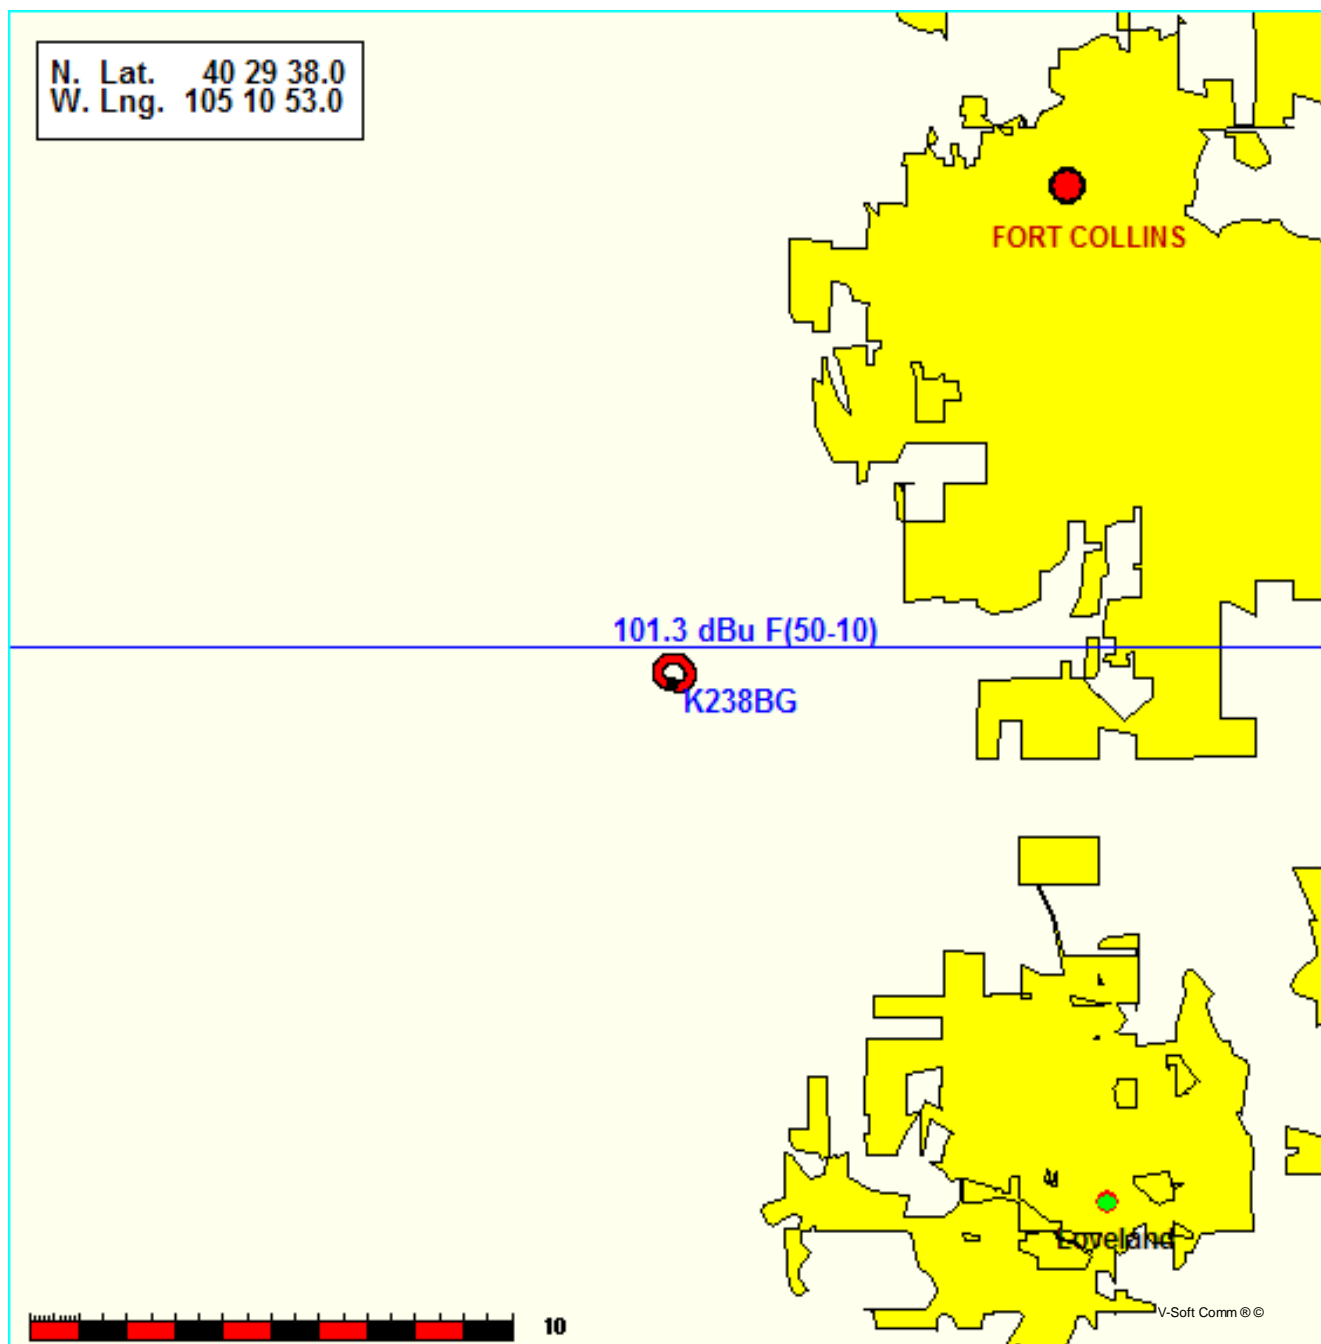 N. Lat. 40 29 38.0
W. Lng. 105 10 53.0
FORT COLLINS
101.3 dBu F(50-10)
K238BG
Loveland
V-Soft Comm ® ©
10